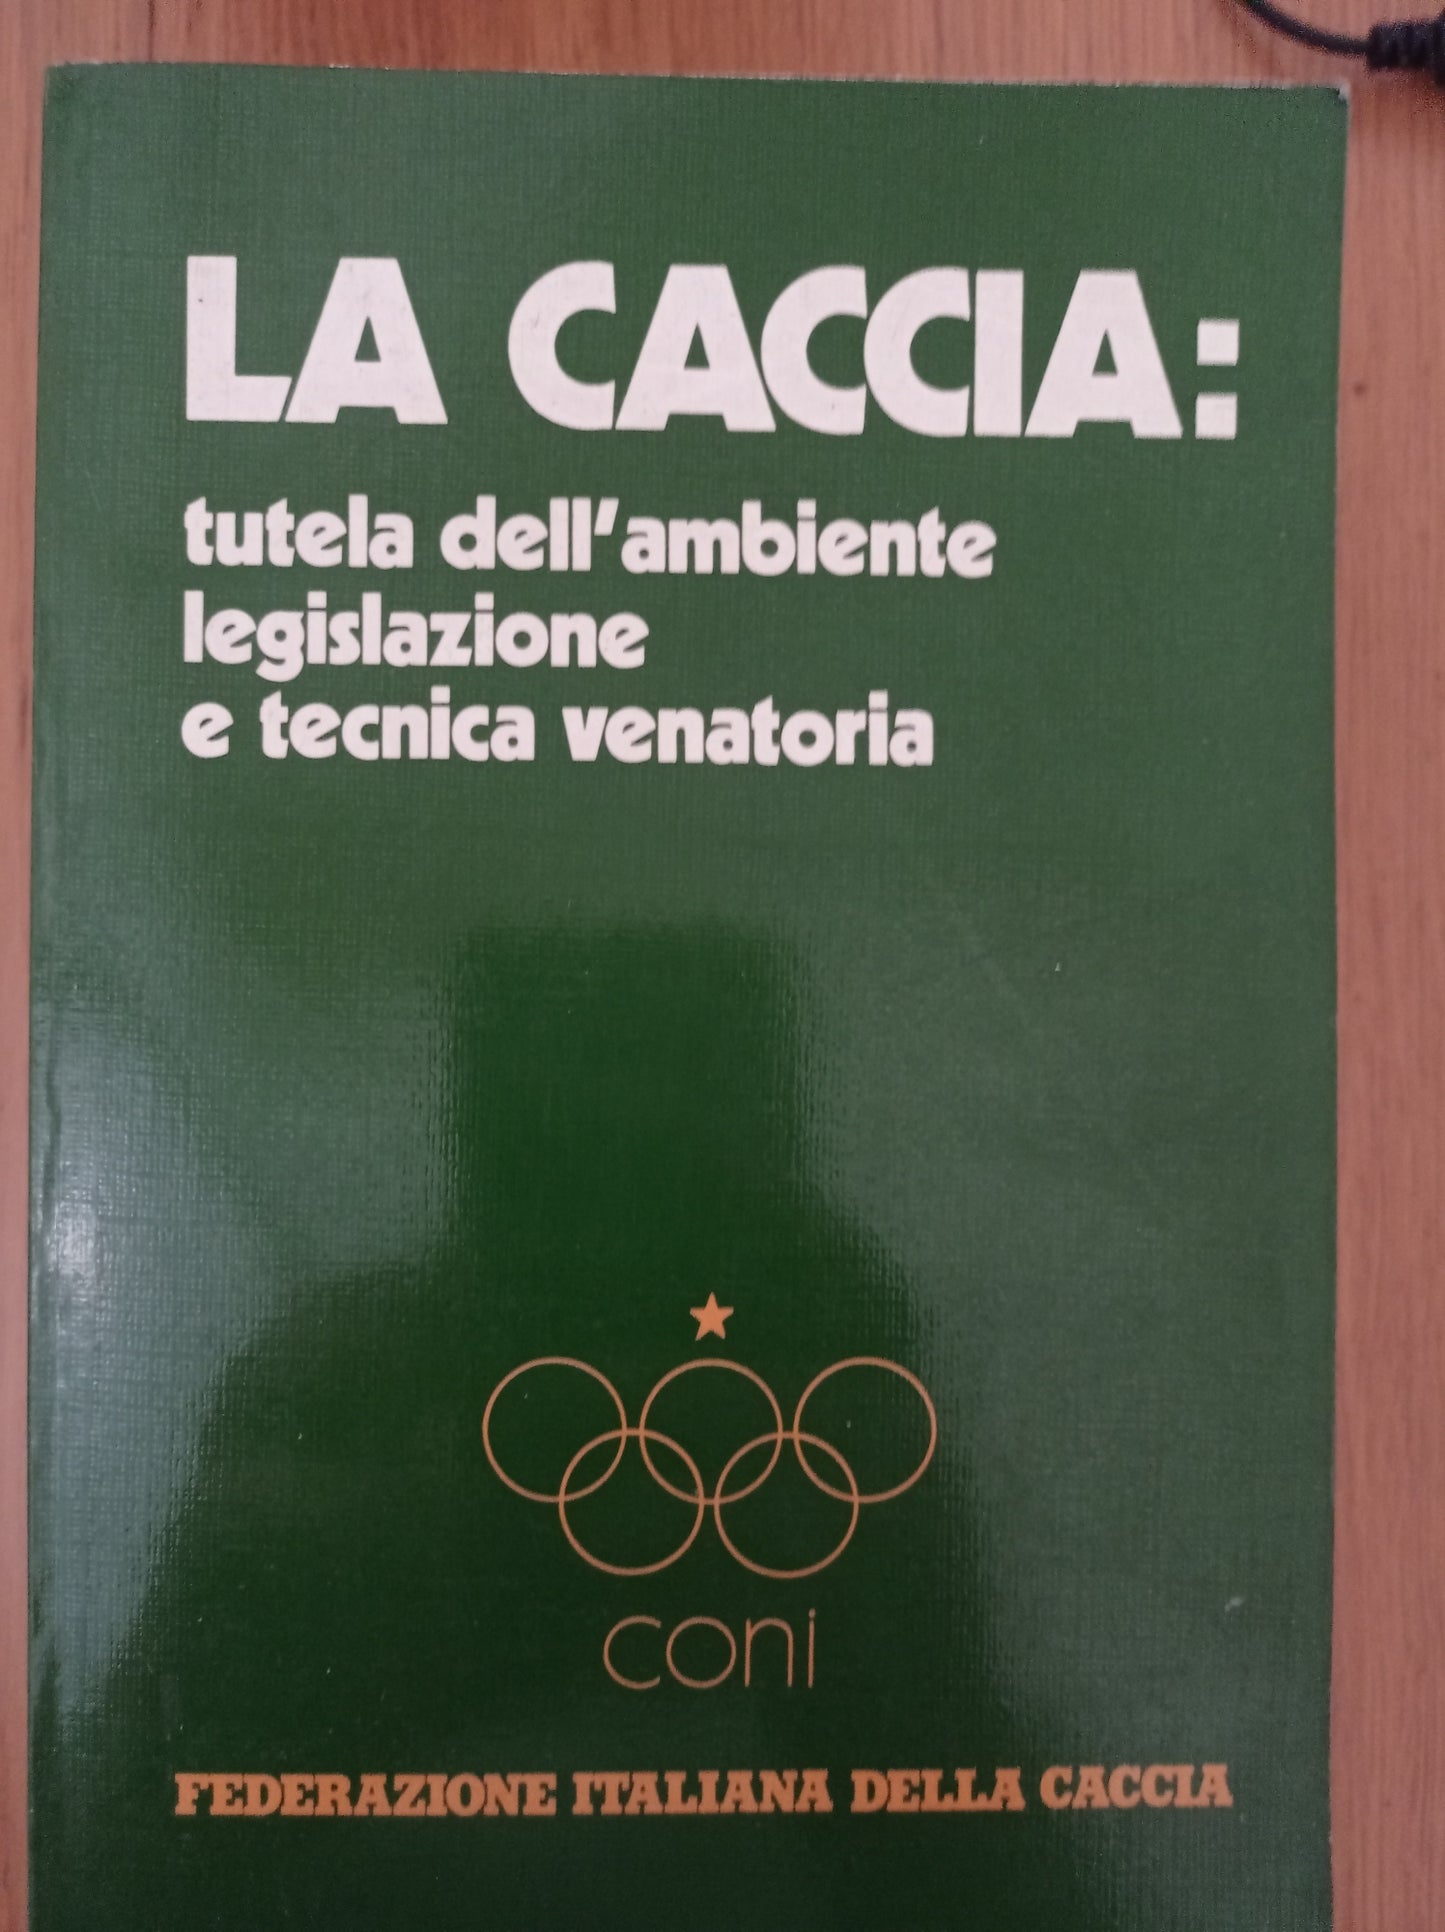 LA CACCIA:
tutela dell'ambiente
legislazione
e tecnica venatoria
coni
FEDERAZIONE ITALIANA DELLA CACCIA